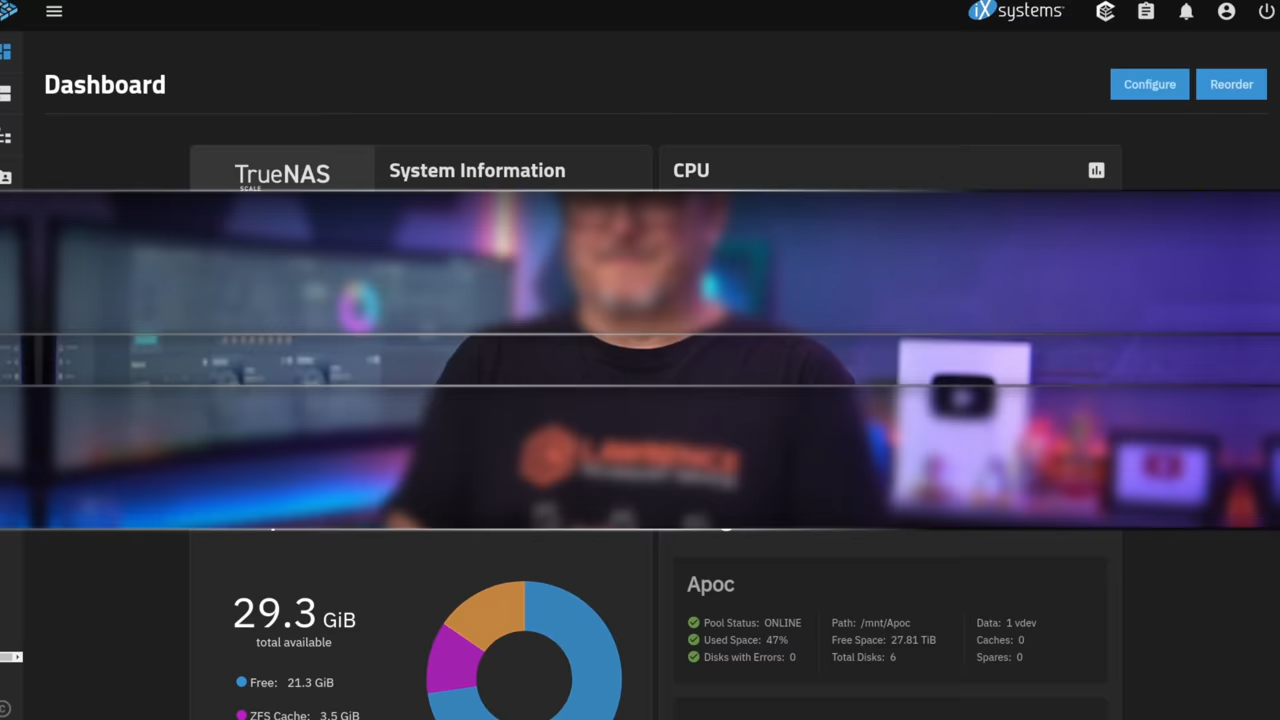 iXsystems
Dashboard
Configure
Reorder
TrueNAS
SCALE
System Information
CPU
LAWRENCE
29.3 GiB
total available
Free: 21.3 GiB
ZFS Cache: 3.5 GiB
Apoc
Pool Status: ONLINE
Used Space: 47%
Disks with Errors: 0
Path: /mnt/Apoc
Free Space: 27.81 TiB
Total Disks: 6
Data: 1 vdev
Caches: 0
Spares: 0